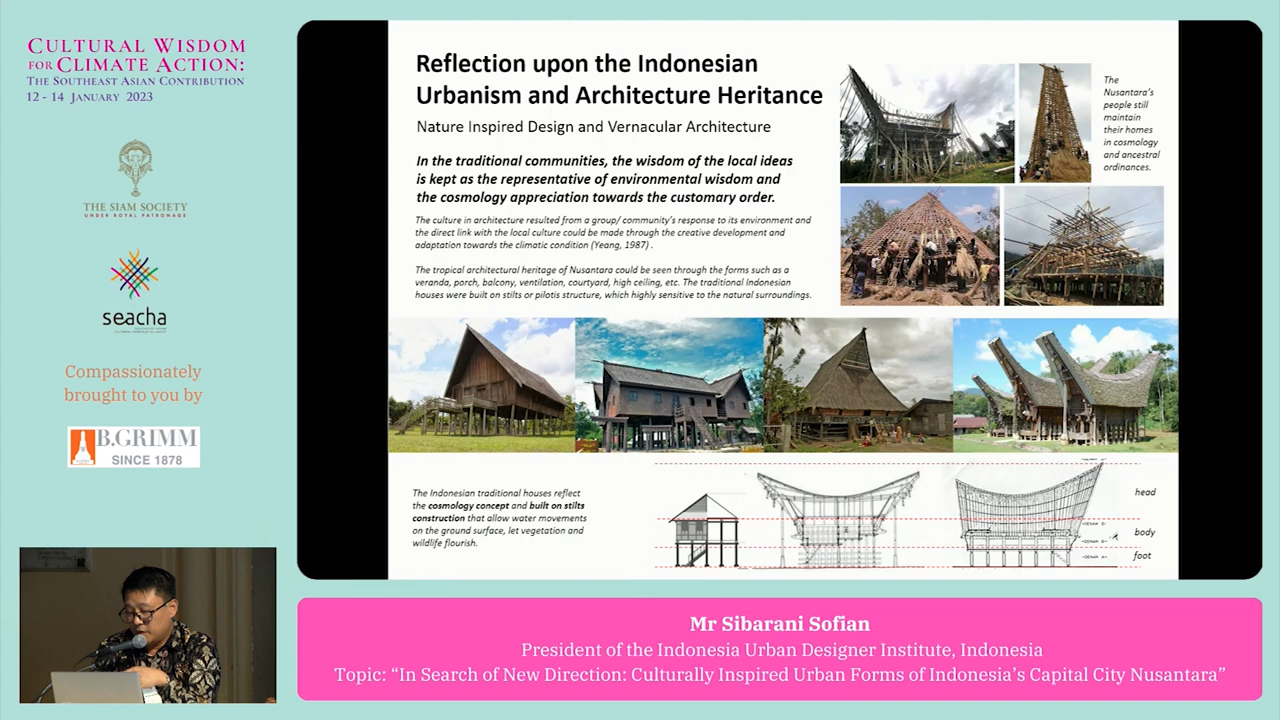 CULTURAL WISDOM
FOR CLIMATE ACTION:
THE SOUTHEAST ASIAN CONTRIBUTION
12 - 14 JANUARY 2023
THE SIAM SOCIETY
UNDER ROYAL PATRONAGE
seacha
Compassionately
brought to you by
B.GRIMM
SINCE 1878
Reflection upon the Indonesian
Urbanism and Architecture Heritance
Nature Inspired Design and Vernacular Architecture
In the traditional communities, the wisdom of the local ideas
is kept as the representative of environmental wisdom and
the cosmology appreciation towards the customary order.
The culture in architecture resulted from a group/ community's response to its environment and
the direct link with the local culture could be made through the creative development and
adaptation towards the climatic condition (Yeang, 1987) .
The tropical architectural heritage of Nusantara could be seen through the forms such as a
veranda, porch, balcony, ventilation, courtyard, high ceiling, etc. The traditional Indonesian
houses were built on stilts or pilotis structure, which highly sensitive to the natural surroundings.
The
Nusantara's
people still
maintain
their homes
in cosmology
and ancestral
ordinances.
The Indonesian traditional houses reflect
the cosmology concept and built on stilts
construction that allow water movements
on the ground surface, let vegetation and
wildlife flourish.
head
body
foot
Mr Sibarani Sofian
President of the Indonesia Urban Designer Institute, Indonesia
Topic: “In Search of New Direction: Culturally Inspired Urban Forms of Indonesia's Capital City Nusantara”